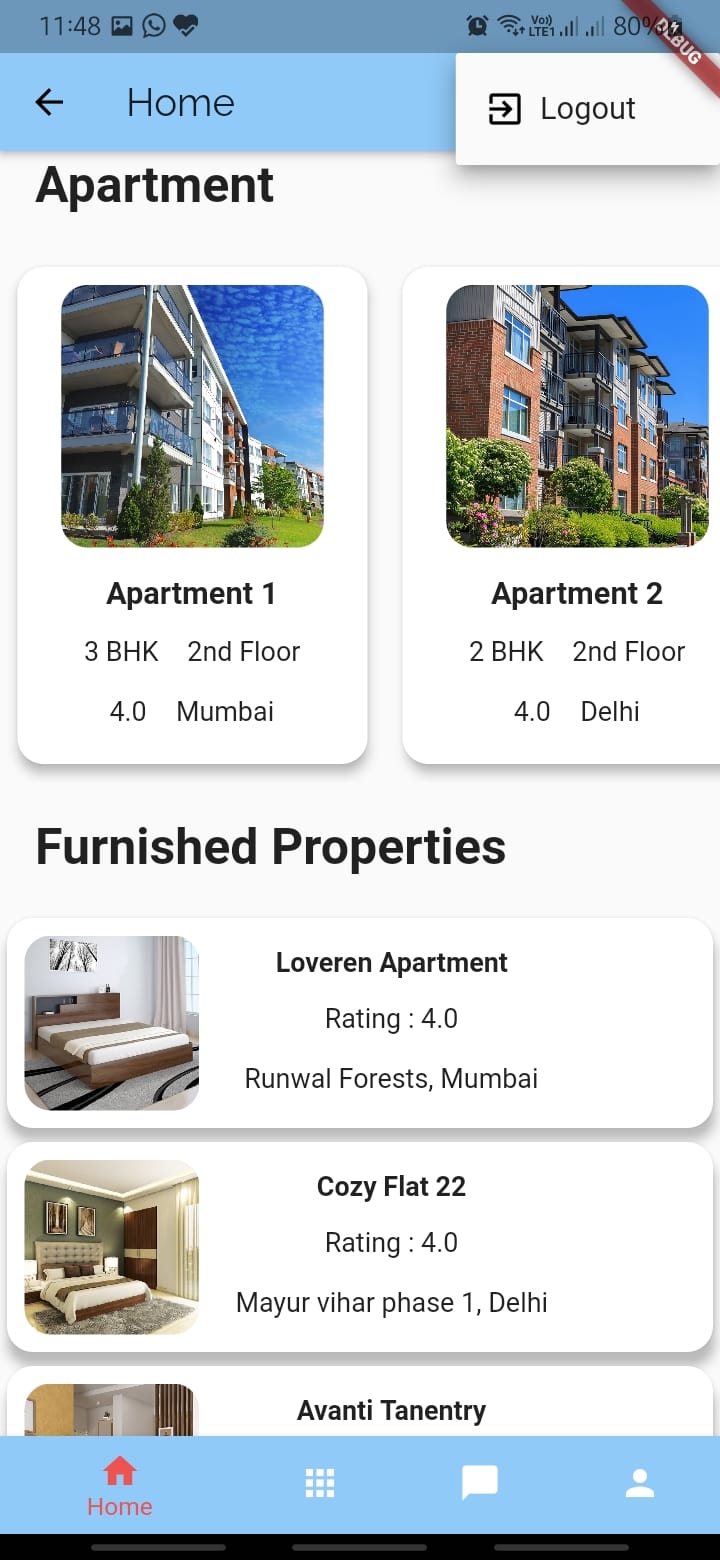 11:48 Vo)) LTE1 80%
DEBUG
Home
Logout
Apartment
Apartment 1
3 BHK 2nd Floor
4.0 Mumbai
Apartment 2
2 BHK 2nd Floor
4.0 Delhi
Furnished Properties
Loveren Apartment
Rating : 4.0
Runwal Forests, Mumbai
Cozy Flat 22
Rating : 4.0
Mayur vihar phase 1, Delhi
Avanti Tanentry
Home